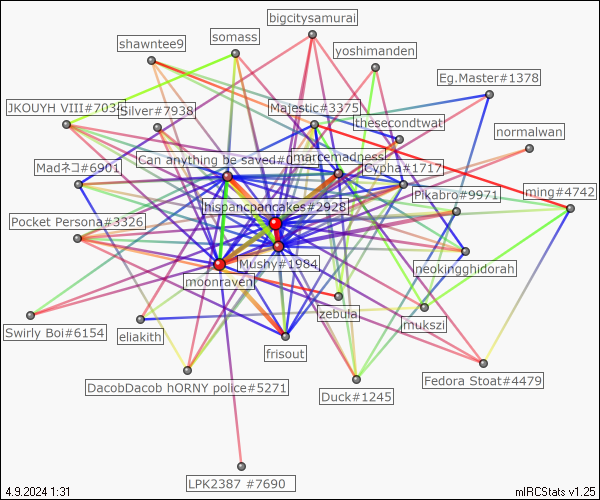 bigcitysamurai
somass
shawntee9
yoshimanden
Eg.Master#1378
JKOUYH VIII#703
Silver#7938
Majestic#3375
thesecondtwat
normalwan
Can anything be saved#0
marcemadness
Madネコ#6901
Cypha#1717
Pikabro#9971
ming#4742
hispancpancakes#2928
Pocket Persona#3326
Mushy#1984
neokingghidorah
moonraven
zebula
mukszi
Swirly Boi#6154
eliakith
frisout
Fedora Stoat#4479
DacobDacob hORNY police#5271
Duck#1245
LPK2387 #7690
4.9.2024 1:31
mIRCStats v1.25